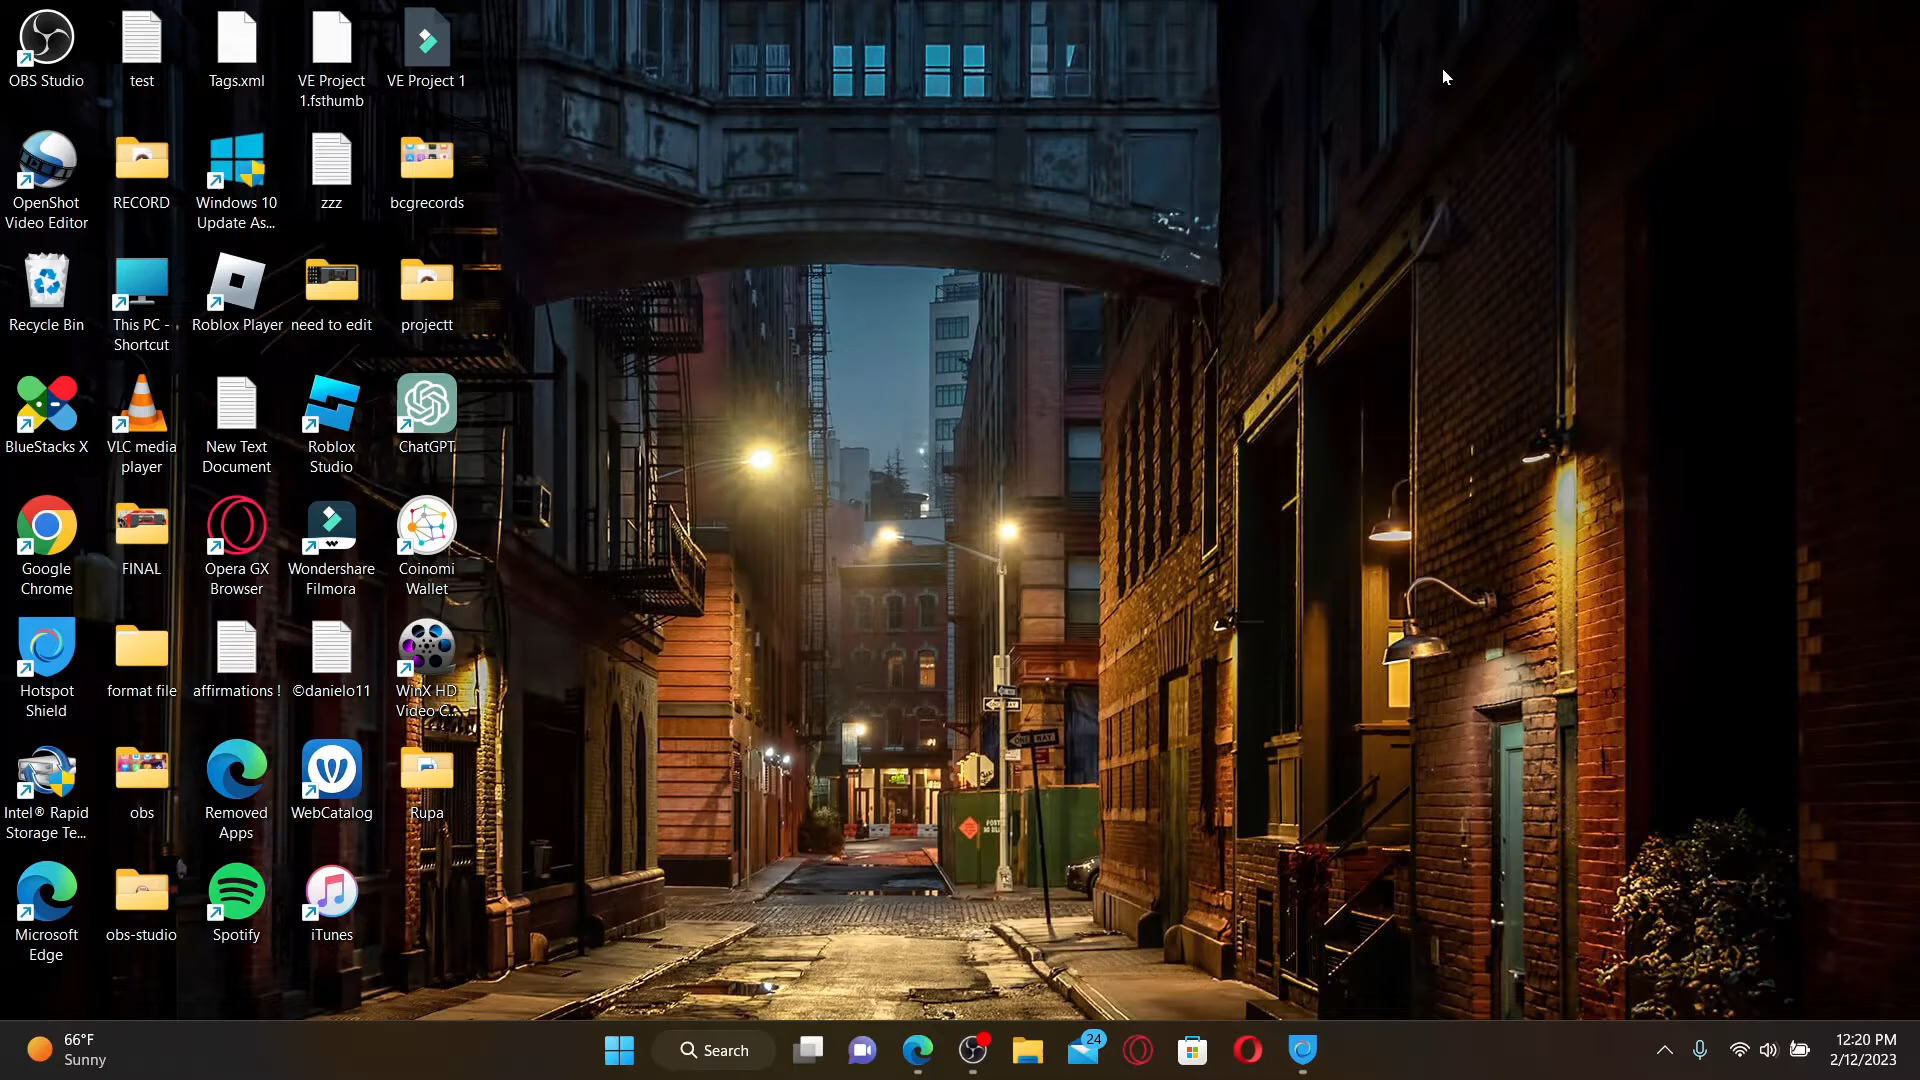 OBS Studio
test
Tags.xml
VE Project
1.fsthumb
VE Project 1
OpenShot
Video Editor
RECORD
Windows 10
Update As...
zzz
bcgrecords
Recycle Bin
This PC -
Shortcut
Roblox Player
need to edit
projectt
BlueStacks X
VLC media
player
New Text
Document
Roblox
Studio
ChatGPT
Google
Chrome
FINAL
Opera GX
Browser
Wondershare
Filmora
Coinomi
Wallet
Hotspot
Shield
format file
affirmations !
©danielo11
WinX HD
Video C...
Intel® Rapid
Storage Te...
obs
Removed
Apps
WebCatalog
Rupa
Microsoft
Edge
obs-studio
Spotify
iTunes
ONE WAY
66°F
Sunny
Search
24
12:20 PM
2/12/2023